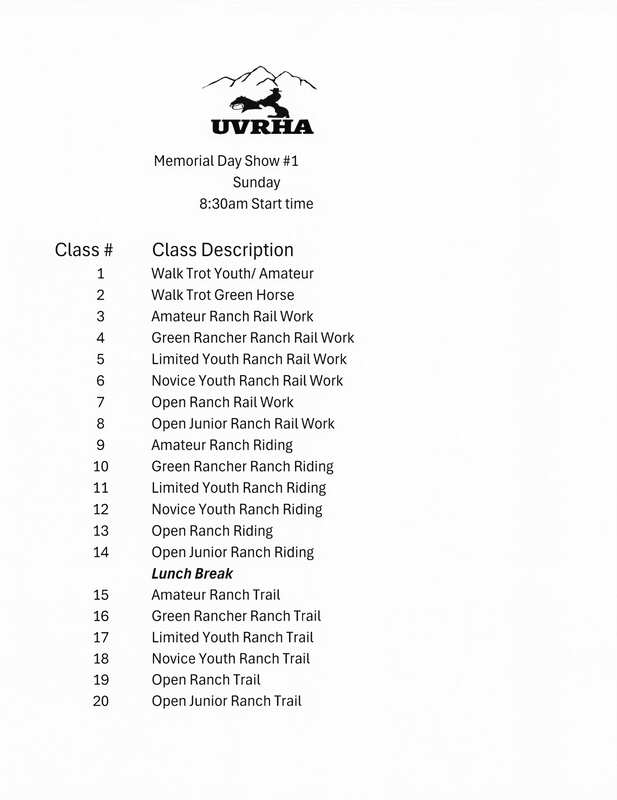 UVRHA
Memorial Day Show #1
Sunday
8:30am Start time
Class # Class Description
1 Walk Trot Youth/ Amateur
2 Walk Trot Green Horse
3 Amateur Ranch Rail Work
4 Green Rancher Ranch Rail Work
5 Limited Youth Ranch Rail Work
6 Novice Youth Ranch Rail Work
7 Open Ranch Rail Work
8 Open Junior Ranch Rail Work
9 Amateur Ranch Riding
10 Green Rancher Ranch Riding
11 Limited Youth Ranch Riding
12 Novice Youth Ranch Riding
13 Open Ranch Riding
14 Open Junior Ranch Riding
Lunch Break
15 Amateur Ranch Trail
16 Green Rancher Ranch Trail
17 Limited Youth Ranch Trail
18 Novice Youth Ranch Trail
19 Open Ranch Trail
20 Open Junior Ranch Trail